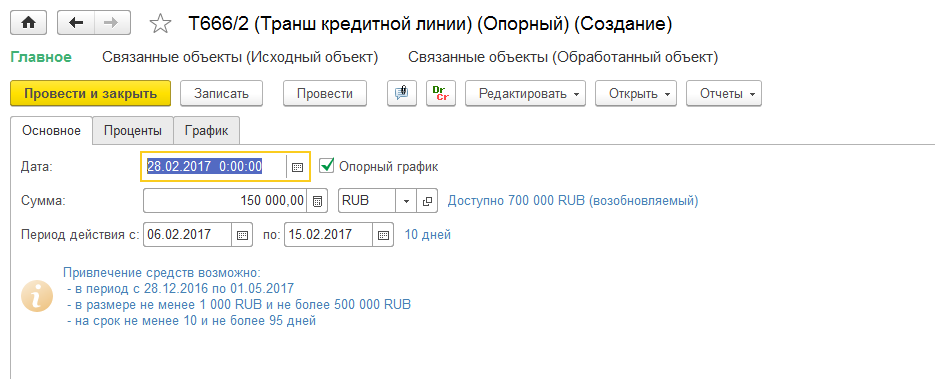 Т666/2 (Транш кредитной линии) (Опорный) (Создание)
Главное Связанные объекты (Исходный объект) Связанные объекты (Обработанный объект)
Провести и закрыть Записать Провести Dr Cr Редактировать Открыть Отчеты
Основное Проценты График
Дата: 28.02.2017 0:00:00 Опорный график
Сумма: 150 000,00 RUB Доступно 700 000 RUB (возобновляемый)
Период действия с: 06.02.2017 по: 15.02.2017 10 дней
Привлечение средств возможно:
- в период с 28.12.2016 по 01.05.2017
- в размере не менее 1 000 RUB и не более 500 000 RUB
- на срок не менее 10 и не более 95 дней